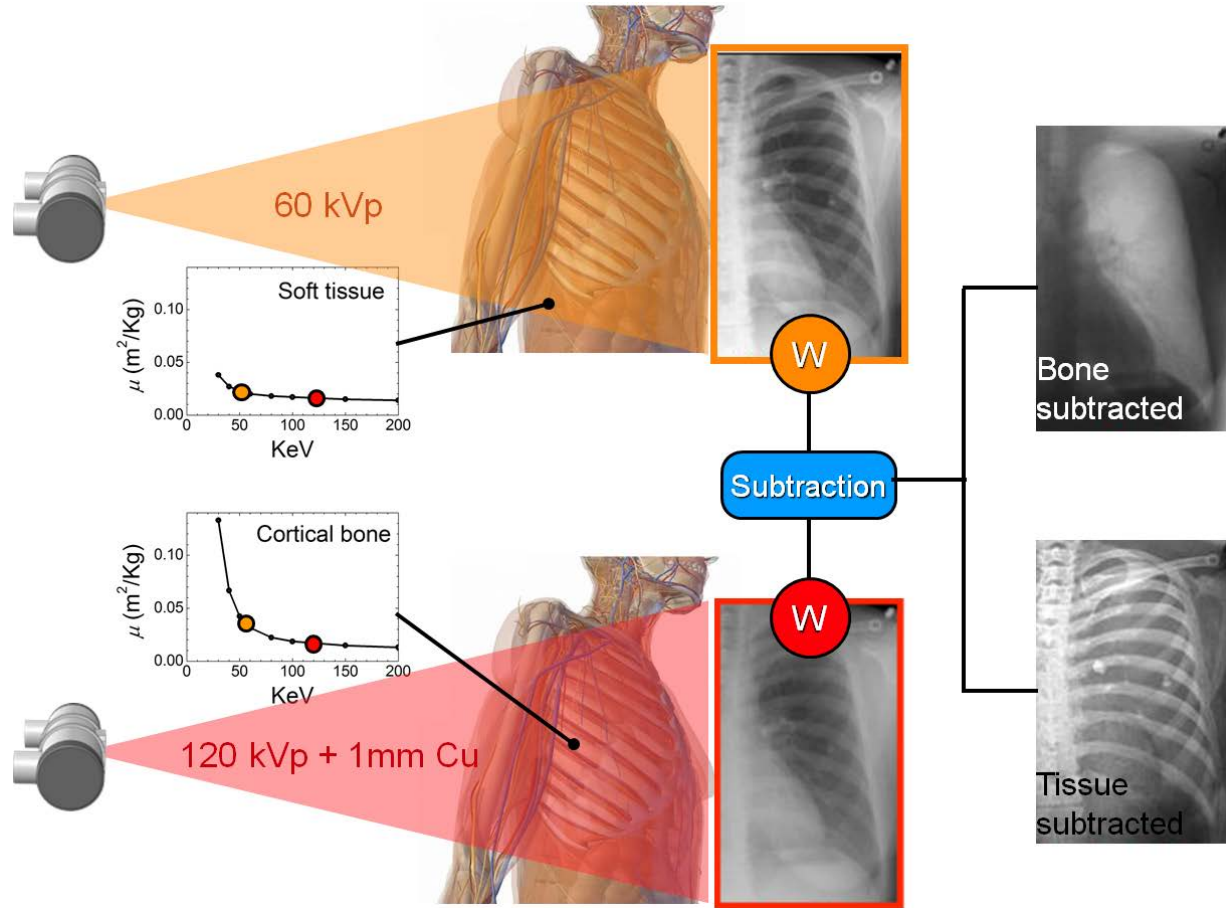 60 kVp
Soft tissue
0.10
0.05
0.00
μ (m²/Kg)
0 50 100 150 200
KeV
W
Bone
subtracted
Subtraction
Cortical bone
0.10
0.05
0.00
μ (m²/Kg)
0 50 100 150 200
KeV
W
120 kVp + 1mm Cu
Tissue
subtracted